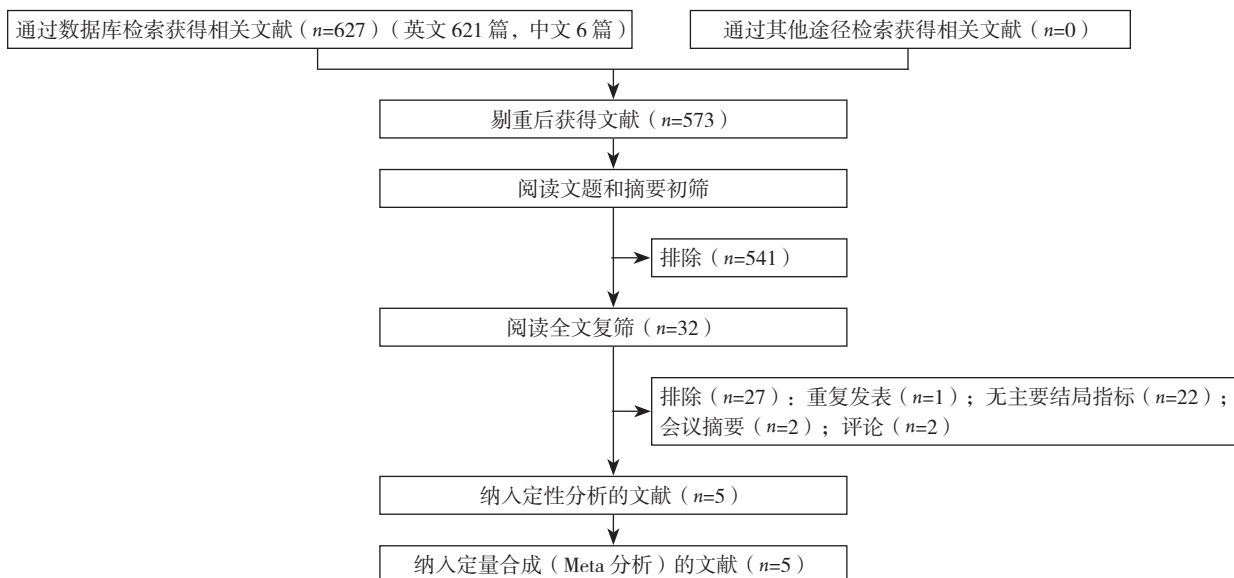 通过数据库检索获得相关文献（n=627）（英文 621 篇，中文 6 篇）
通过其他途径检索获得相关文献（n=0）
剔重后获得文献（n=573）
阅读文题和摘要初筛
排除（n=541）
阅读全文复筛（n=32）
排除（n=27）：重复发表（n=1）；无主要结局指标（n=22）；
会议摘要（n=2）；评论（n=2）
纳入定性分析的文献（n=5）
纳入定量合成（Meta 分析）的文献（n=5）